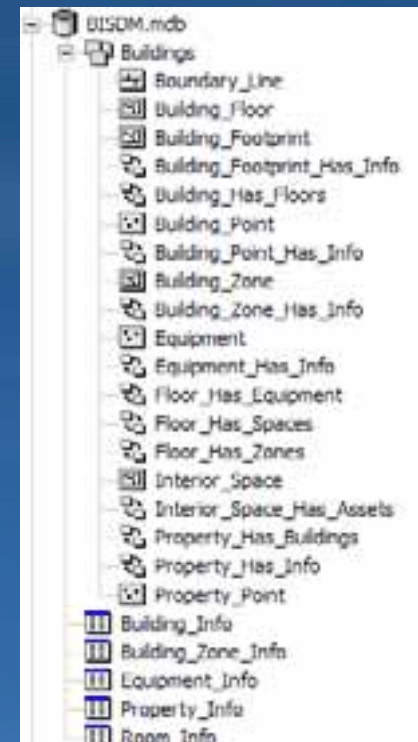 BISDM.mdb
Buildings
Boundary_Line
Building_Floor
Building_Footprint
Building_Footprint_Has_Info
Building_Has_Floors
Building_Point
Building_Point_Has_Info
Building_Zone
Building_Zone_Has_Info
Equipment
Equipment_Has_Info
Floor_Has_Equipment
Floor_Has_Spaces
Floor_Has_Zones
Interior_Space
Interior_Space_Has_Assets
Property_Has_Buildings
Property_Has_Info
Property_Point
Building_Info
Building_Zone_Info
Equipment_Info
Property_Info
Room_Info